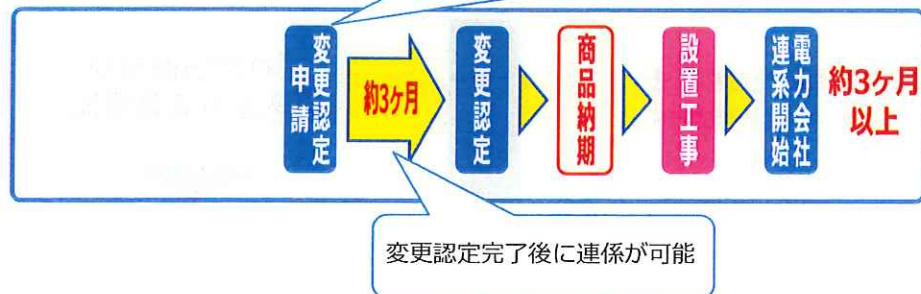 変更認定
申請
約3ヶ月
変更認定
商品納期
設置工事
電力会社
連系開始
約3ヶ月
以上
変更認定完了後に連係が可能